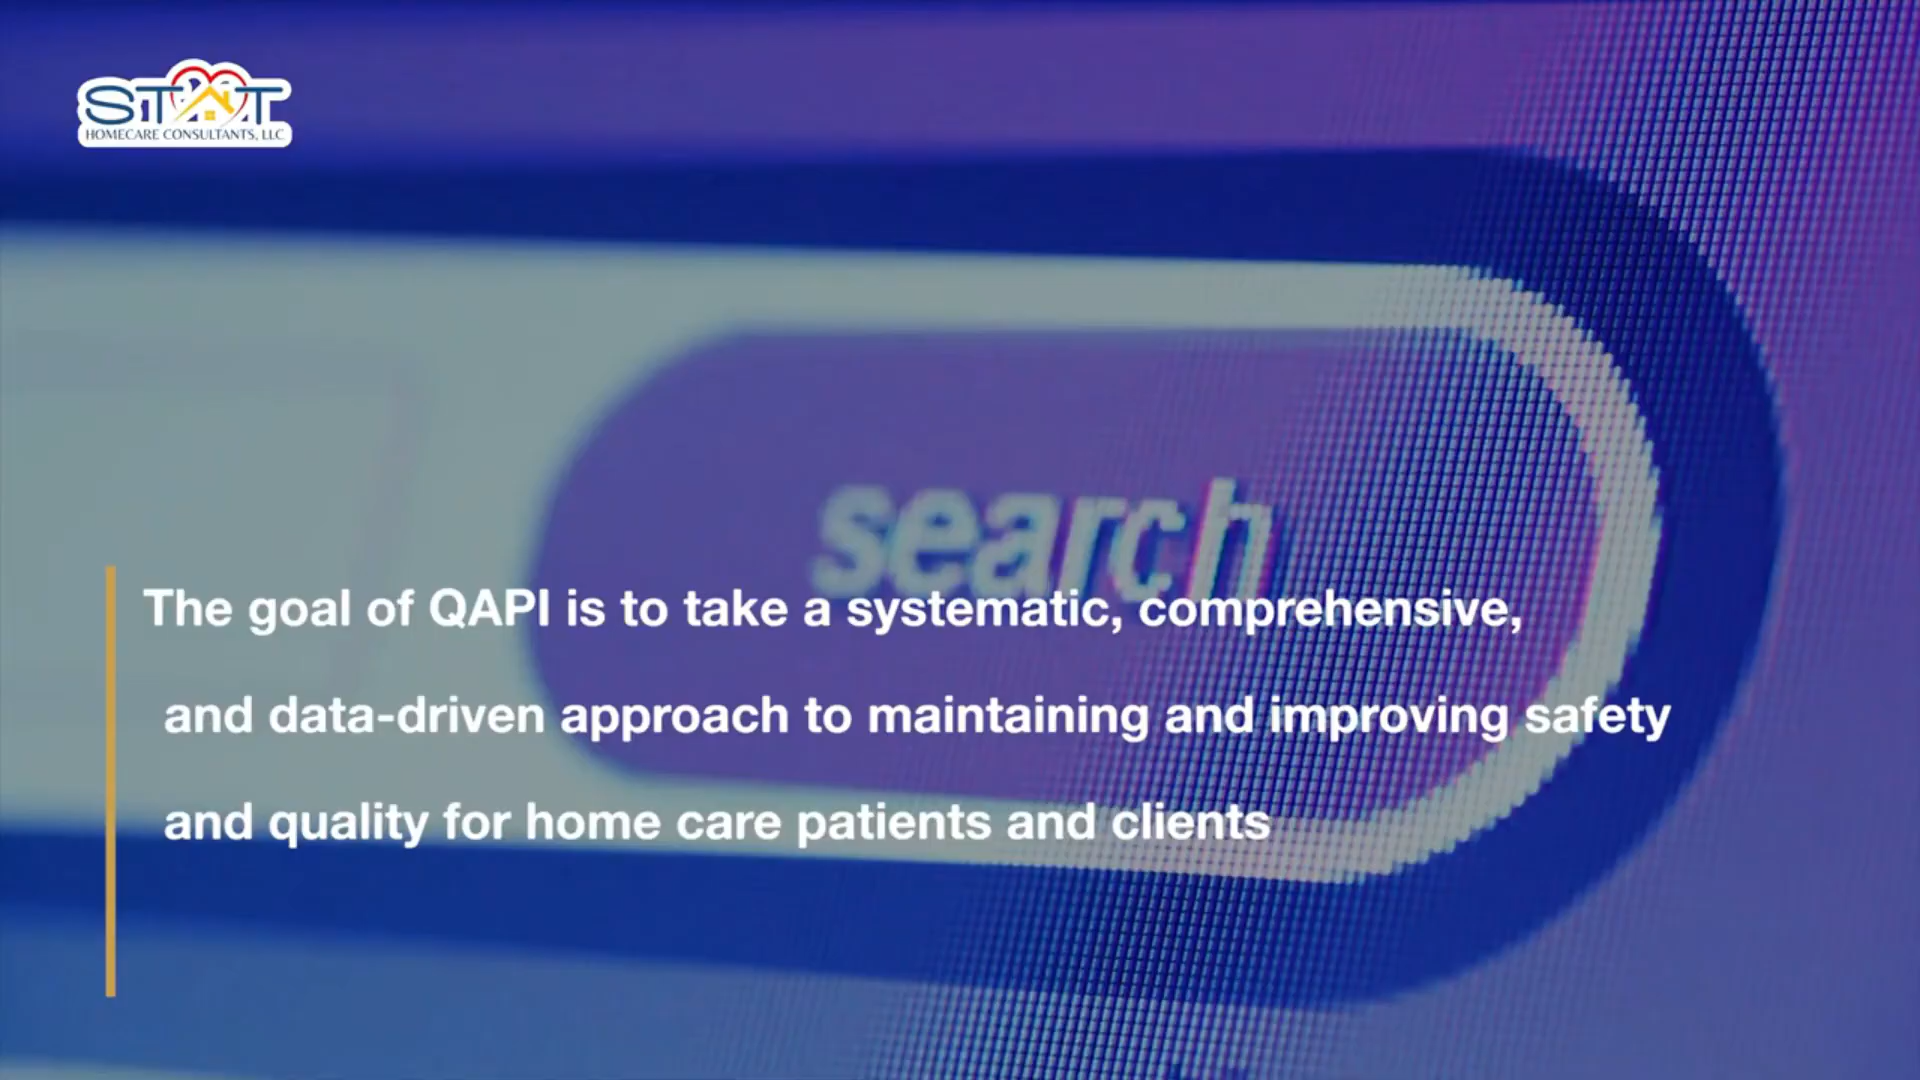 STAT
HOMECARE CONSULTANTS, LLC
search
The goal of QAPI is to take a systematic, comprehensive,
and data-driven approach to maintaining and improving safety
and quality for home care patients and clients